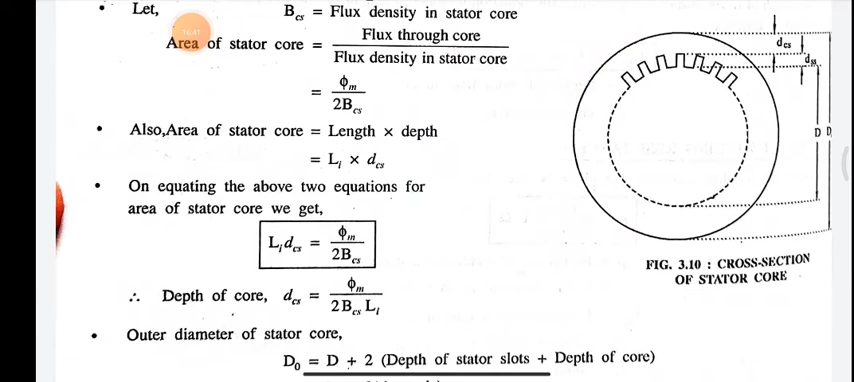 • Let, B_cs = Flux density in stator core
Area of stator core = Flux through core / Flux density in stator core
= ϕ_m / 2B_cs
• Also,Area of stator core = Length × depth
= L_i × d_cs
• On equating the above two equations for
area of stator core we get,
L_i d_cs = ϕ_m / 2B_cs
∴ Depth of core, d_cs = ϕ_m / 2B_cs L_i
• Outer diameter of stator core,
D_0 = D + 2 (Depth of stator slots + Depth of core)
d_cs
d_ss
D D
FIG. 3.10 : CROSS-SECTION
OF STATOR CORE